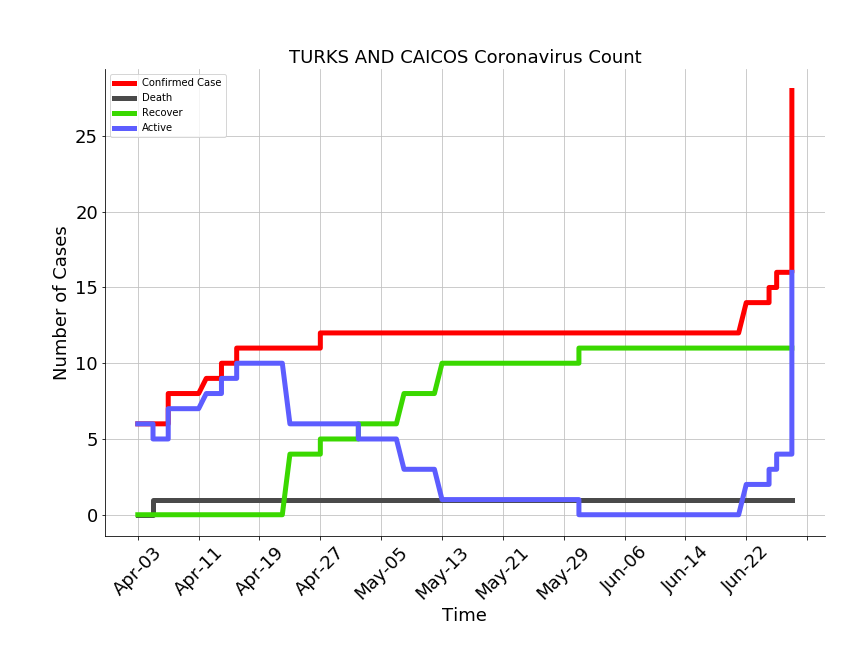 TURKS AND CAICOS Coronavirus Count
Confirmed Case
Death
Recover
Active
Number of Cases
25
20
15
10
5
0
Apr-03
Apr-11
Apr-19
Apr-27
May-05
May-13
May-21
May-29
Jun-06
Jun-14
Jun-22
Time